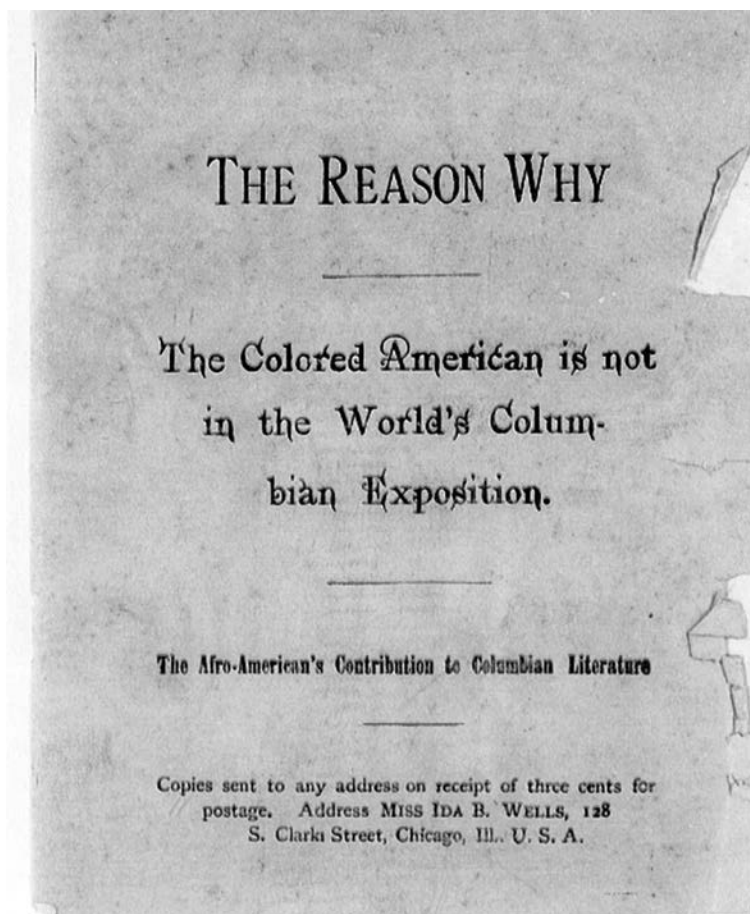 THE REASON WHY
The Colored American is not
in the World's Colum-
bian Exposition.
The Afro-American's Contribution to Columbian Literature
Copies sent to any address on receipt of three cents for
postage. Address MISS IDA B. WELLS, 128
S. Clark Street, Chicago, Ill. U. S. A.